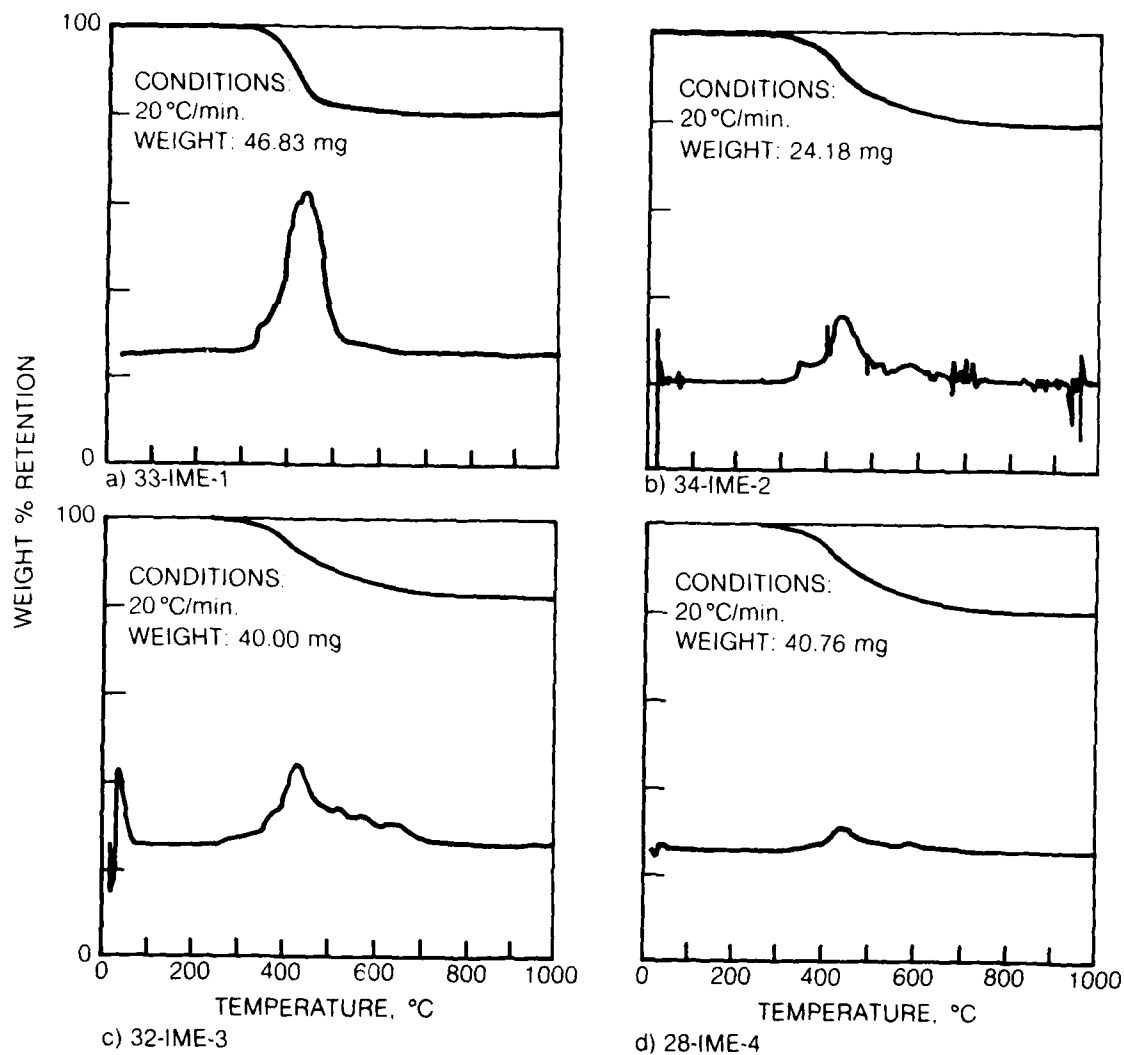 WEIGHT % RETENTION
100
CONDITIONS:
20°C/min.
WEIGHT: 46.83 mg
0
a) 33-IME-1
CONDITIONS:
20°C/min.
WEIGHT: 24.18 mg
b) 34-IME-2
100
CONDITIONS:
20°C/min.
WEIGHT: 40.00 mg
0
0 200 400 600 800 1000
TEMPERATURE, °C
c) 32-IME-3
CONDITIONS:
20°C/min.
WEIGHT: 40.76 mg
0 200 400 600 800 1000
TEMPERATURE, °C
d) 28-IME-4